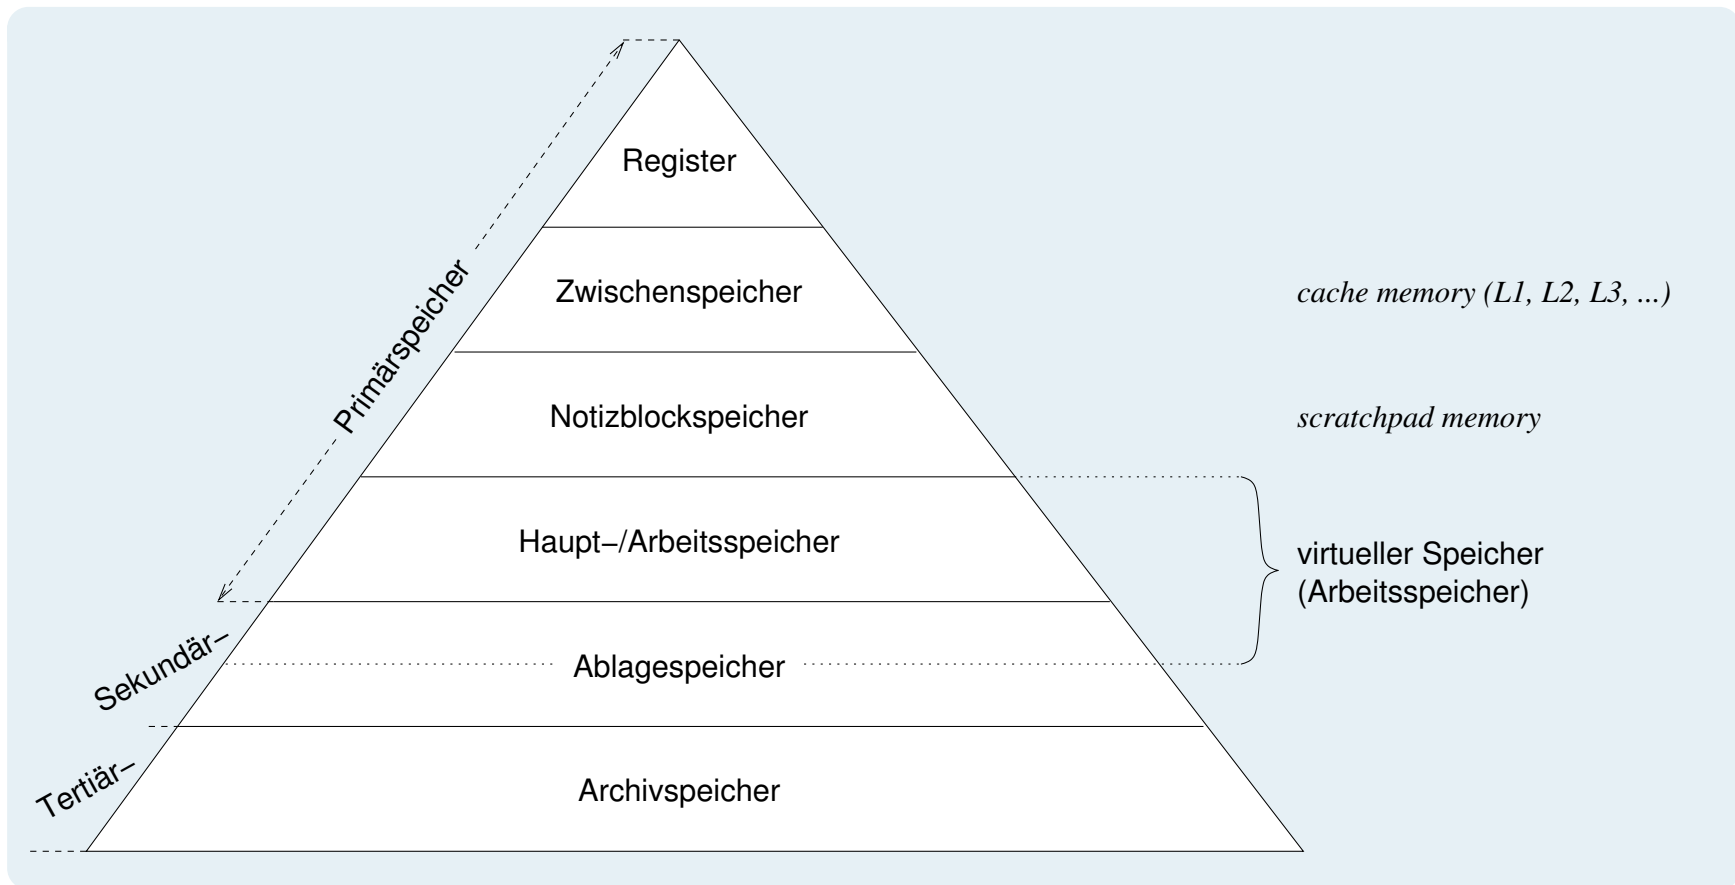 Register
Zwischenspeicher
cache memory (L1, L2, L3, ...)
Primärspeicher
Notizblockspeicher
scratchpad memory
Haupt–/Arbeitsspeicher
virtueller Speicher
(Arbeitsspeicher)
Sekundär–
Ablagespeicher
Tertiär–
Archivspeicher